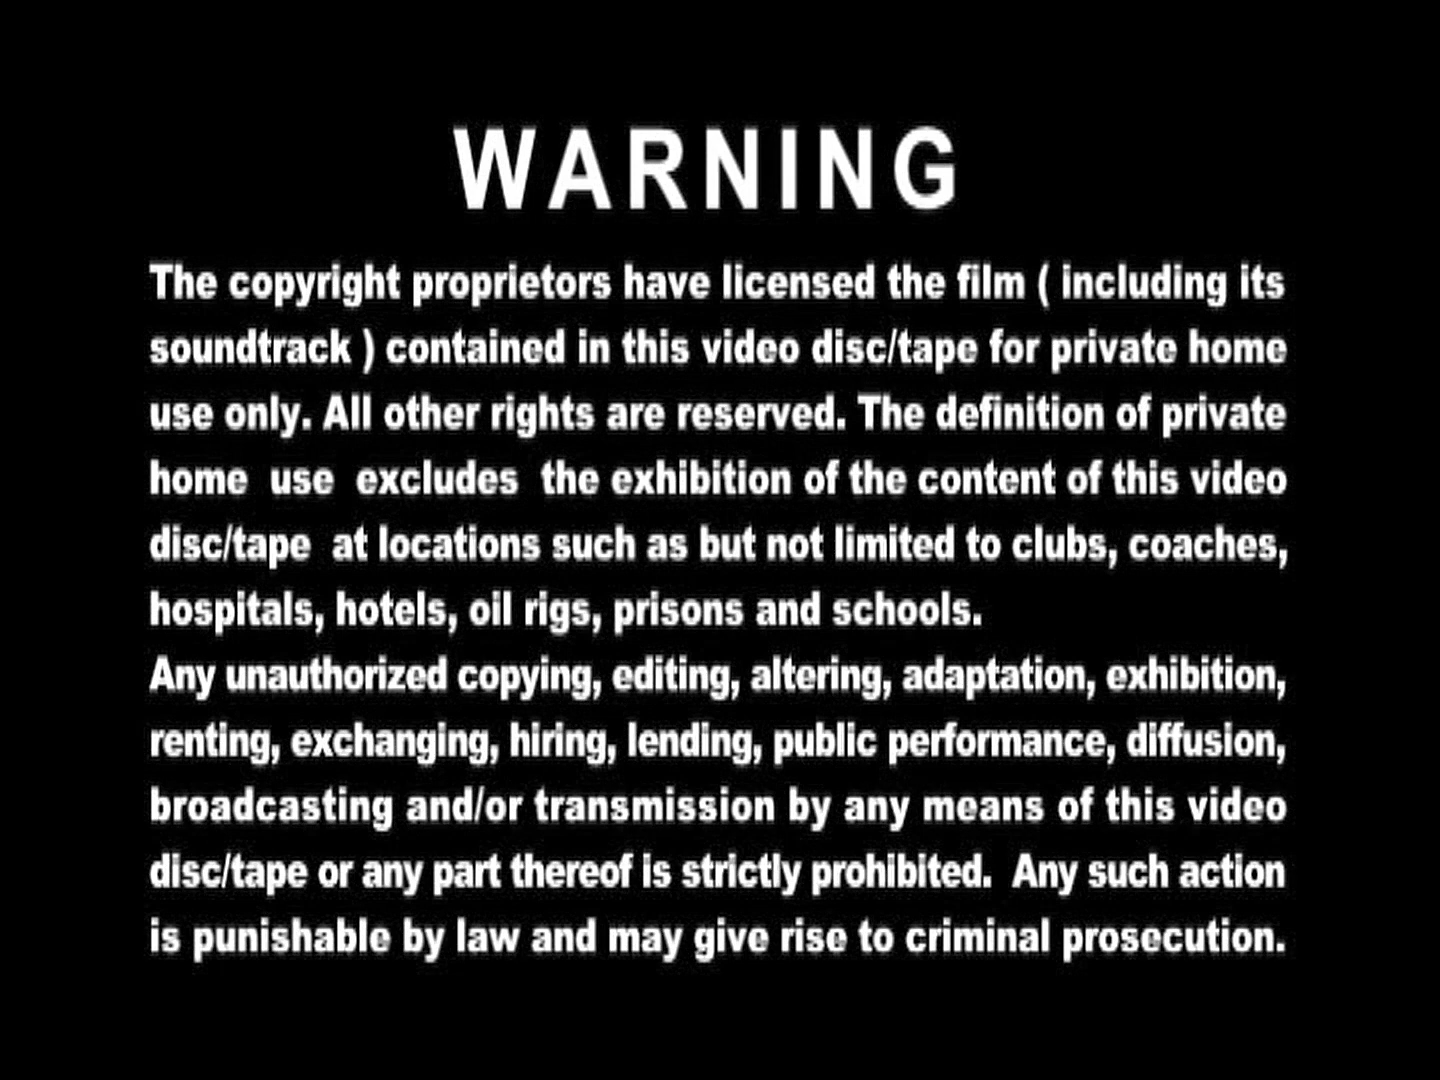 WARNING
The copyright proprietors have licensed the film ( including its
soundtrack ) contained in this video disc/tape for private home
use only. All other rights are reserved. The definition of private
home use excludes the exhibition of the content of this video
disc/tape at locations such as but not limited to clubs, coaches,
hospitals, hotels, oil rigs, prisons and schools.
Any unauthorized copying, editing, altering, adaptation, exhibition,
renting, exchanging, hiring, lending, public performance, diffusion,
broadcasting and/or transmission by any means of this video
disc/tape or any part thereof is strictly prohibited. Any such action
is punishable by law and may give rise to criminal prosecution.